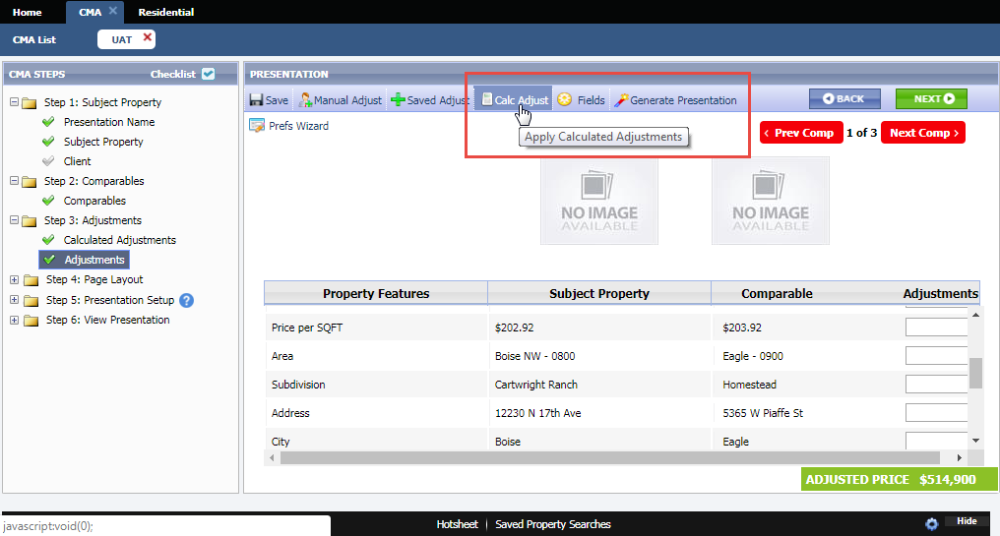 Home CMA Residential
CMA List UAT
CMA STEPS Checklist
Step 1: Subject Property
Presentation Name
Subject Property
Client
Step 2: Comparables
Comparables
Step 3: Adjustments
Calculated Adjustments
Adjustments
Step 4: Page Layout
Step 5: Presentation Setup ?
Step 6: View Presentation
PRESENTATION
Save Manual Adjust Saved Adjust Calc Adjust Fields Generate Presentation BACK NEXT
Prefs Wizard Apply Calculated Adjustments ‹ Prev Comp 1 of 3 Next Comp ›
NO IMAGE NO IMAGE
AVAILABLE AVAILABLE
Property Features Subject Property Comparable Adjustments
Price per SQFT $202.92 $203.92
Area Boise NW - 0800 Eagle - 0900
Subdivision Cartwright Ranch Homestead
Address 12230 N 17th Ave 5365 W Piaffe St
City Boise Eagle
ADJUSTED PRICE $514,900
javascript:void(0); Hotsheet Saved Property Searches Hide